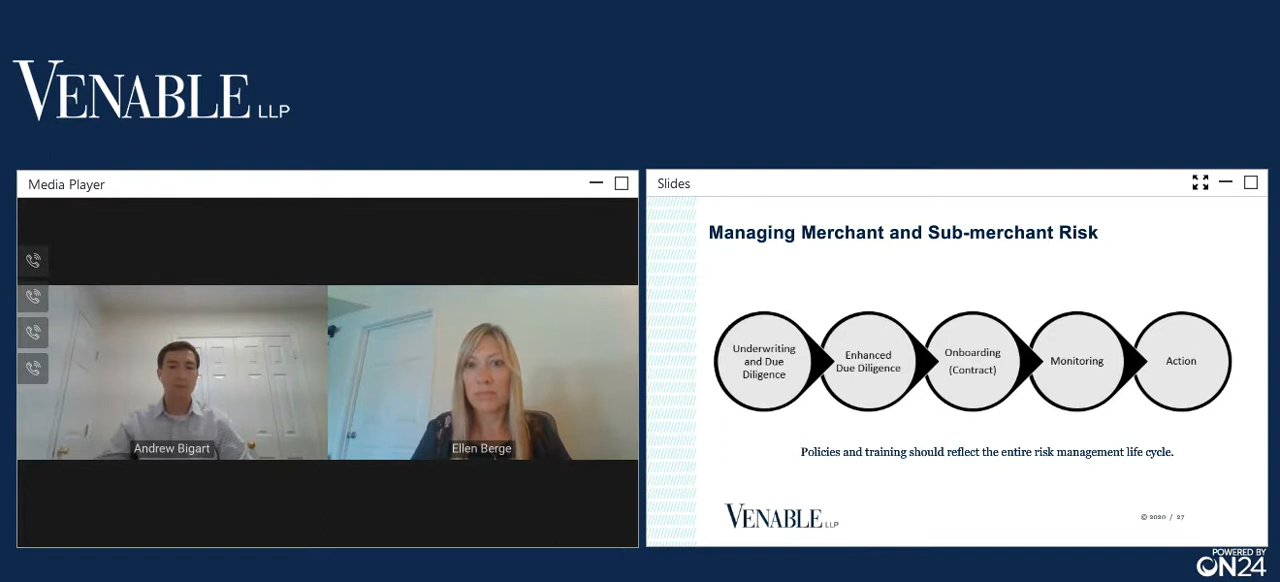 VENABLE LLP
Media Player
Slides
Andrew Bigart
Ellen Berge
Managing Merchant and Sub-merchant Risk
Underwriting
and Due
Diligence
Enhanced
Due Diligence
Onboarding
(Contract)
Monitoring
Action
Policies and training should reflect the entire risk management life cycle.
VENABLE LLP
© 2020 / 27
POWERED BY
ON24